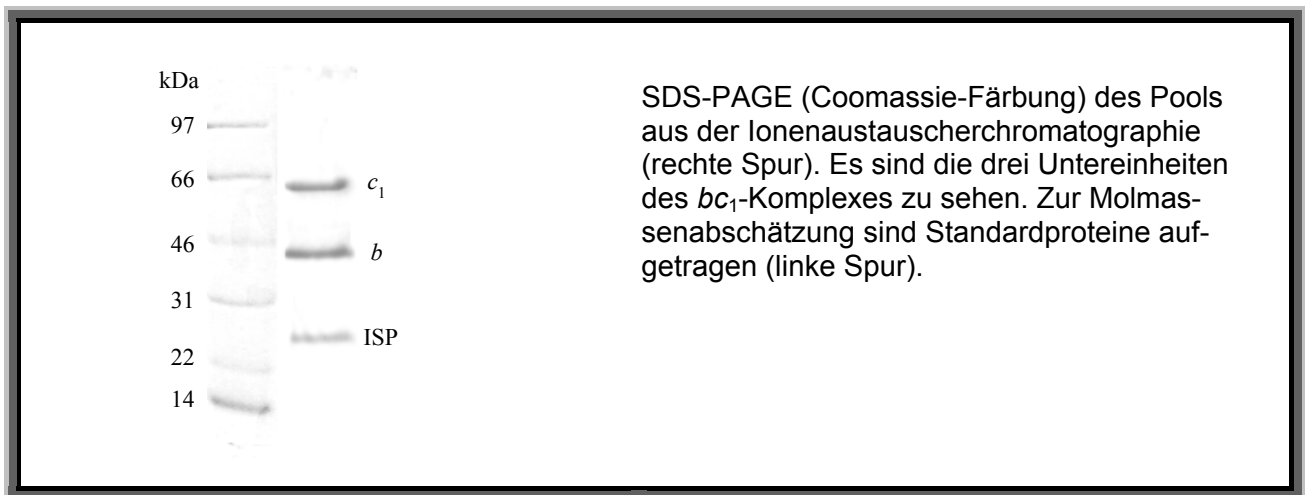 kDa
97
66
46
31
22
14
c₁
b
ISP
SDS-PAGE (Coomassie-Färbung) des Pools
aus der Ionenaustauscherchromatographie
(rechte Spur). Es sind die drei Untereinheiten
des bc₁-Komplexes zu sehen. Zur Molmas-
senabschätzung sind Standardproteine auf-
getragen (linke Spur).